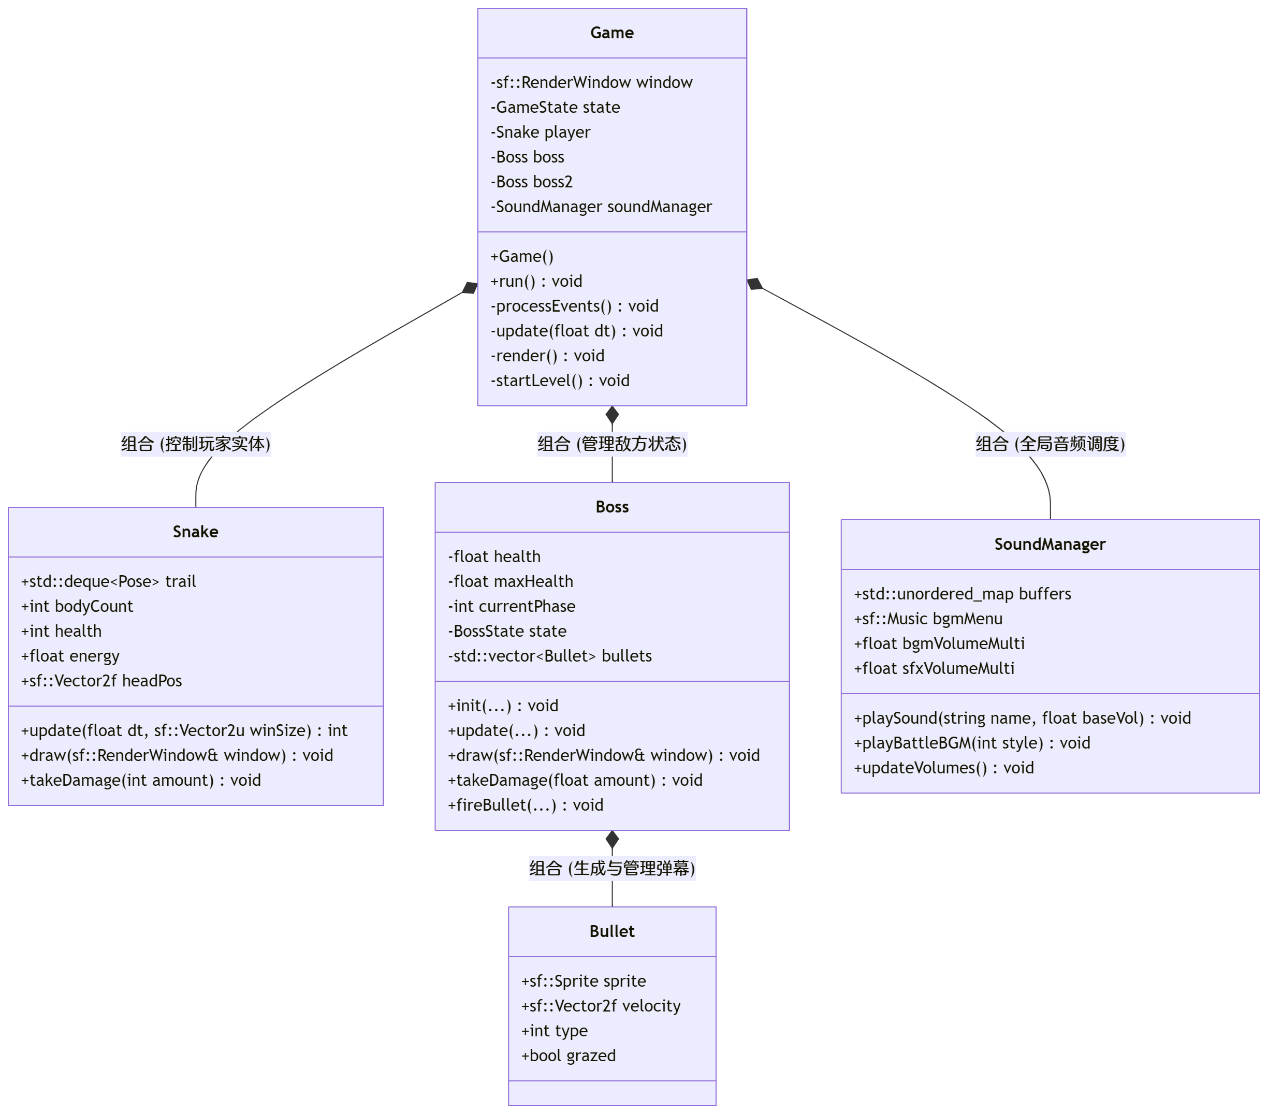 Game
-sf::RenderWindow window
-GameState state
-Snake player
-Boss boss
-Boss boss2
-SoundManager soundManager
+Game()
+run() : void
-processEvents() : void
-update(float dt) : void
-render() : void
-startLevel() : void
组合 (控制玩家实体)
组合 (管理敌方状态)
组合 (全局音频调度)
Snake
+std::deque<Pose> trail
+int bodyCount
+int health
+float energy
+sf::Vector2f headPos
+update(float dt, sf::Vector2u winSize) : int
+draw(sf::RenderWindow& window) : void
+takeDamage(int amount) : void
Boss
-float health
-float maxHealth
-int currentPhase
-BossState state
-std::vector<Bullet> bullets
+init(...) : void
+update(...) : void
+draw(sf::RenderWindow& window) : void
+takeDamage(float amount) : void
+fireBullet(...) : void
SoundManager
+std::unordered_map buffers
+sf::Music bgmMenu
+float bgmVolumeMulti
+float sfxVolumeMulti
+playSound(string name, float baseVol) : void
+playBattleBGM(int style) : void
+updateVolumes() : void
组合 (生成与管理弹幕)
Bullet
+sf::Sprite sprite
+sf::Vector2f velocity
+int type
+bool grazed